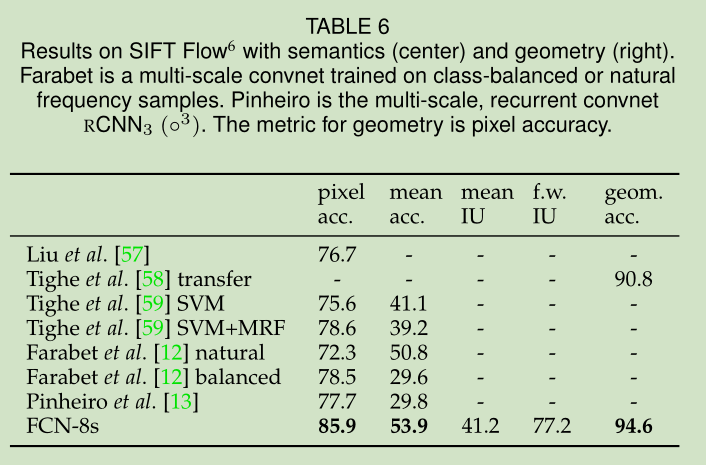 TABLE 6
Results on SIFT Flow⁶ with semantics (center) and geometry (right).
Farabet is a multi-scale convnet trained on class-balanced or natural
frequency samples. Pinheiro is the multi-scale, recurrent convnet
RCNN₃ (∘³). The metric for geometry is pixel accuracy.
pixel acc. mean acc. mean IU f.w. IU geom. acc.
Liu et al. [57] 76.7 - - - -
Tighe et al. [58] transfer - - - - 90.8
Tighe et al. [59] SVM 75.6 41.1 - - -
Tighe et al. [59] SVM+MRF 78.6 39.2 - - -
Farabet et al. [12] natural 72.3 50.8 - - -
Farabet et al. [12] balanced 78.5 29.6 - - -
Pinheiro et al. [13] 77.7 29.8 - - -
FCN-8s 85.9 53.9 41.2 77.2 94.6